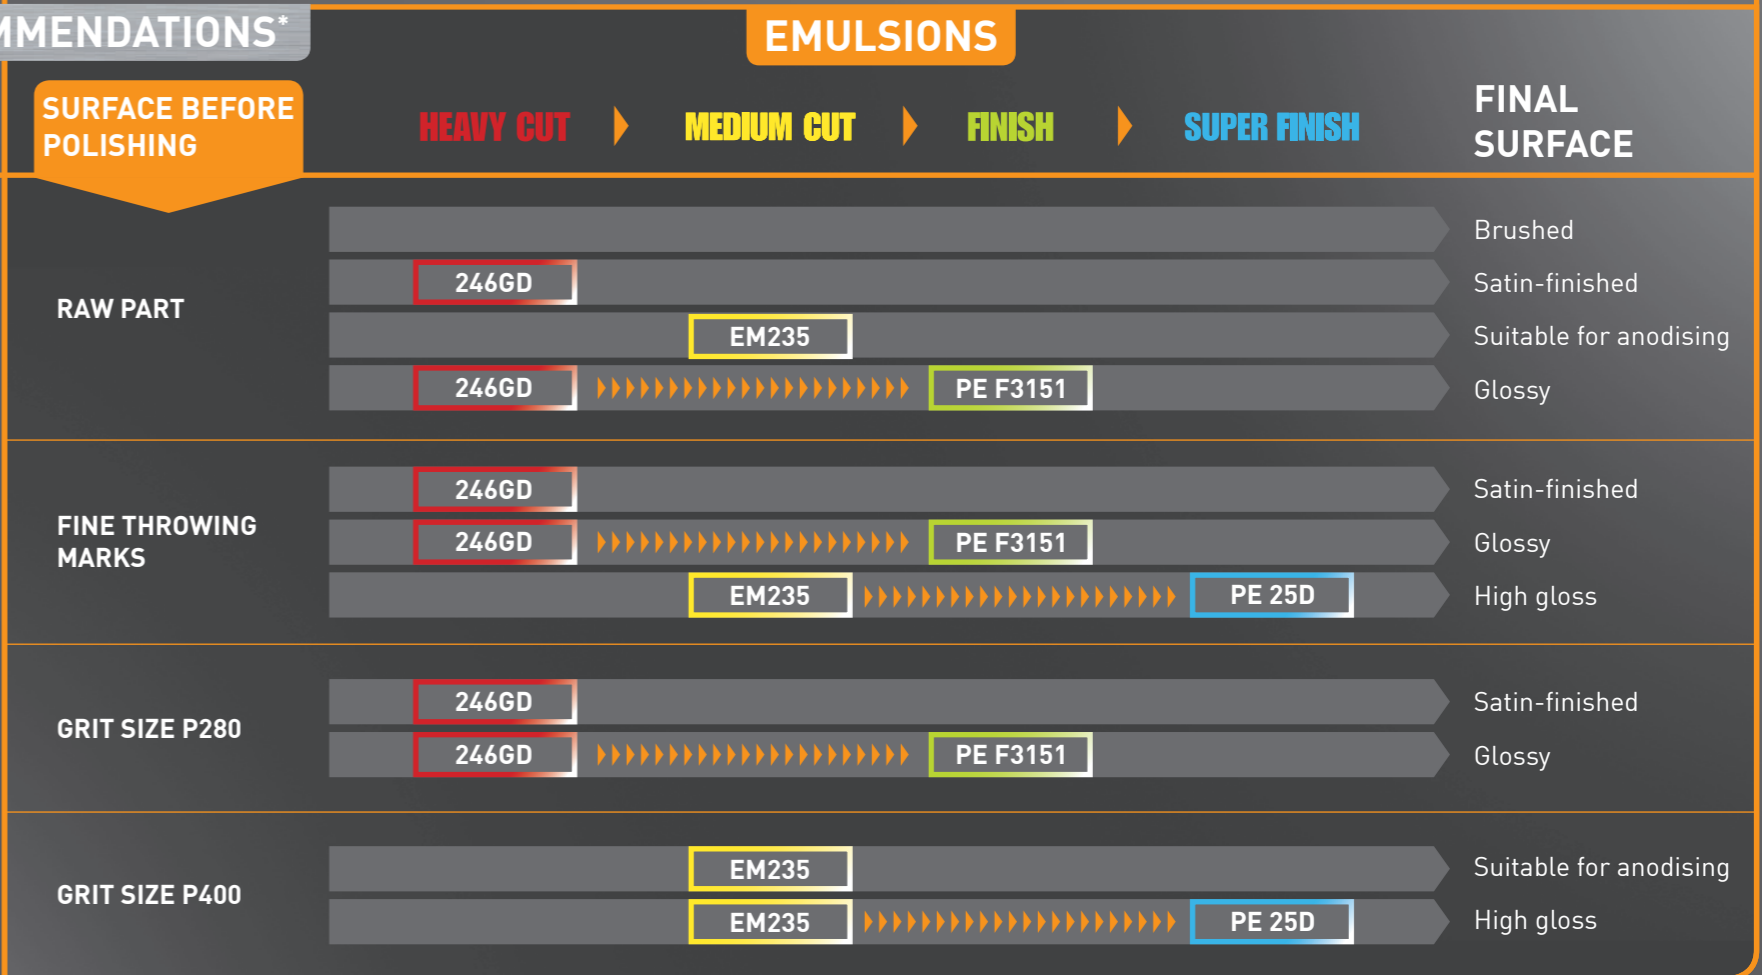 MMENDATIONS*
EMULSIONS
SURFACE BEFORE
POLISHING
HEAVY CUT
MEDIUM CUT
FINISH
SUPER FINISH
FINAL
SURFACE
RAW PART
Brushed
246GD
Satin-finished
EM235
Suitable for anodising
246GD
PE F3151
Glossy
FINE THROWING
MARKS
246GD
Satin-finished
246GD
PE F3151
Glossy
EM235
PE 25D
High gloss
GRIT SIZE P280
246GD
Satin-finished
246GD
PE F3151
Glossy
GRIT SIZE P400
EM235
Suitable for anodising
EM235
PE 25D
High gloss